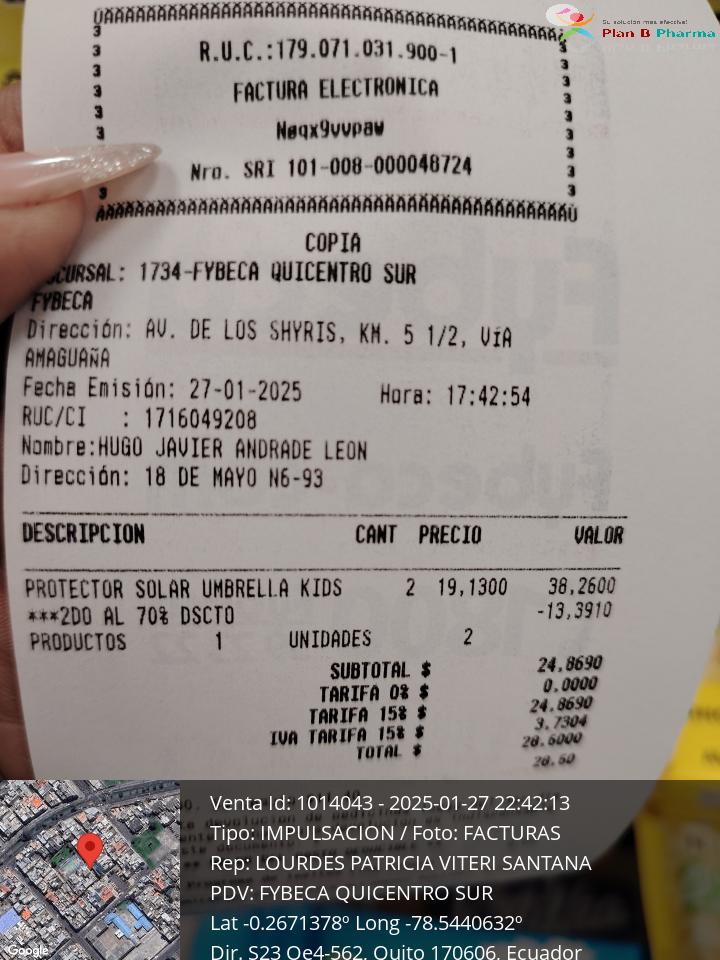 Su solucion mas efectiva!
Plan B Pharma
R.U.C.:179.071.031.900-1
FACTURA ELECTRONICA
Nøqx9vvpaw
Nro. SRI 101-008-000048724
COPIA
CURSAL: 1734-FYBECA QUICENTRO SUR
FYBECA
Dirección: AV. DE LOS SHYRIS, KM. 5 1/2, VíA
AMAGUAñA
Fecha Emisión: 27-01-2025 Hora: 17:42:54
RUC/CI : 1716049208
Nombre:HUGO JAVIER ANDRADE LEON
Dirección: 18 DE MAYO N6-93
DESCRIPCION CANT PRECIO VALOR
PROTECTOR SOLAR UMBRELLA KIDS 2 19,1300 38,2600
***2DO AL 70% DSCTO -13,3910
PRODUCTOS 1 UNIDADES 2
SUBTOTAL $ 24,8690
TARIFA 0% $ 0.0000
TARIFA 15% $ 24,8690
IVA TARIFA 15% $ 3,7304
TOTAL $ 28,6000
28,60
Venta Id: 1014043 - 2025-01-27 22:42:13
Tipo: IMPULSACION / Foto: FACTURAS
Rep: LOURDES PATRICIA VITERI SANTANA
PDV: FYBECA QUICENTRO SUR
Lat -0.2671378º Long -78.5440632º
Dir. S23 Oe4-562, Quito 170606, Ecuador
Google